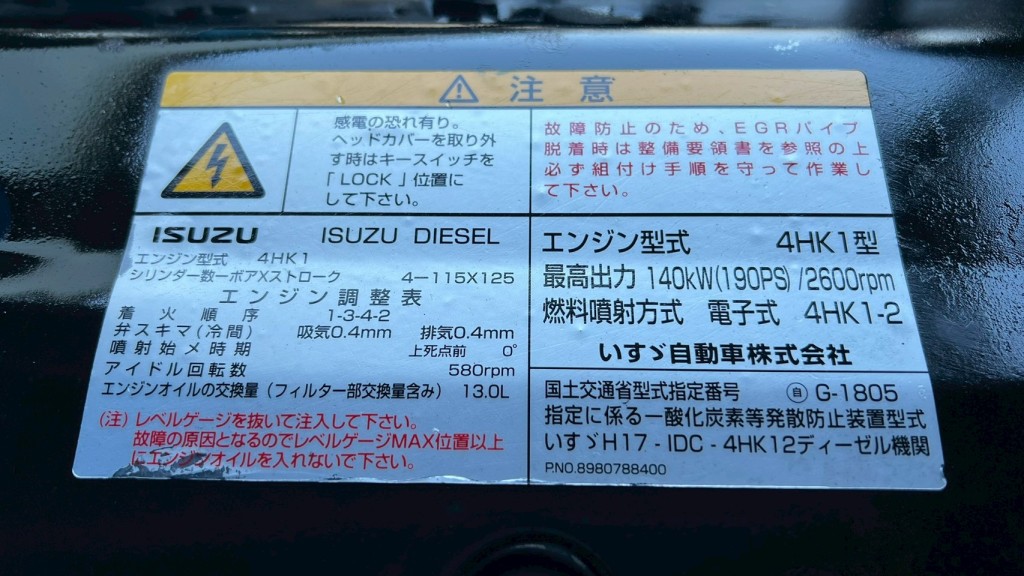 注意
感電の恐れ有り。
ヘッドカバーを取り外
す時はキースイッチを
「LOCK」位置に
して下さい。
故障防止のため、EGRパイプ
脱着時は整備要領書を参照の上
必ず組付け手順を守って作業し
て下さい。
ISUZU ISUZU DIESEL
エンジン型式 4HK1
シリンダー数ーボアXストローク 4ー115X125
エンジン調整表
着火順序 1-3-4-2
弁スキマ(冷間) 吸気0.4mm 排気0.4mm
噴射始メ時期 上死点前 0°
アイドル回転数 580rpm
エンジンオイルの交換量(フィルター部交換量含み) 13.0L
(注)レベルゲージを抜いて注入して下さい。
故障の原因となるのでレベルゲージMAX位置以上
にエンジンオイルを入れないで下さい。
エンジン型式 4HK1型
最高出力 140kW(190PS)/2600rpm
燃料噴射方式 電子式 4HK1-2
いすゞ自動車株式会社
国土交通省型式指定番号 自 G-1805
指定に係る一酸化炭素等発散防止装置型式
いすゞH17-IDC-4HK12ディーゼル機関
P.NO.8980788400